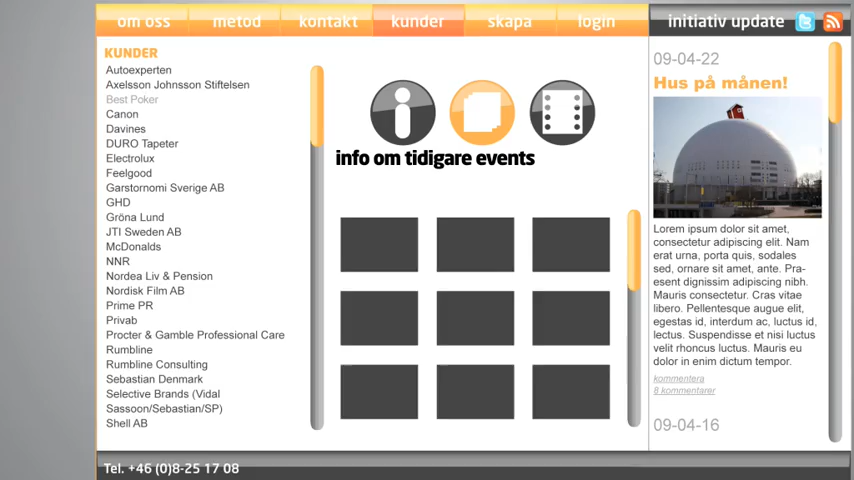 om oss
metod
kontakt
kunder
skapa
login
initiativ update
KUNDER
Autoexperten
Axelsson Johnsson Stiftelsen
Best Poker
Canon
Davines
DURO Tapeter
Electrolux
Feelgood
Garstornomi Sverige AB
GHD
Gröna Lund
JTI Sweden AB
McDonalds
NNR
Nordea Liv & Pension
Nordisk Film AB
Prime PR
Privab
Procter & Gamble Professional Care
Rumbline
Rumbline Consulting
Sebastian Denmark
Selective Brands (Vidal
Sassoon/Sebastian/SP)
Shell AB
info om tidigare events
09-04-22
Hus på månen!
Lorem ipsum dolor sit amet,
consectetur adipiscing elit. Nam
erat urna, porta quis, sodales
sed, ornare sit amet, ante. Pra-
esent dignissim adipiscing nibh.
Mauris consectetur. Cras vitae
libero. Pellentesque augue elit,
egestas id, interdum ac, luctus id,
lectus. Suspendisse et nisi luctus
velit rhoncus luctus. Mauris eu
dolor in enim dictum tempor.
kommentera
8 kommentarer
09-04-16
Tel. +46 (0)8-25 17 08